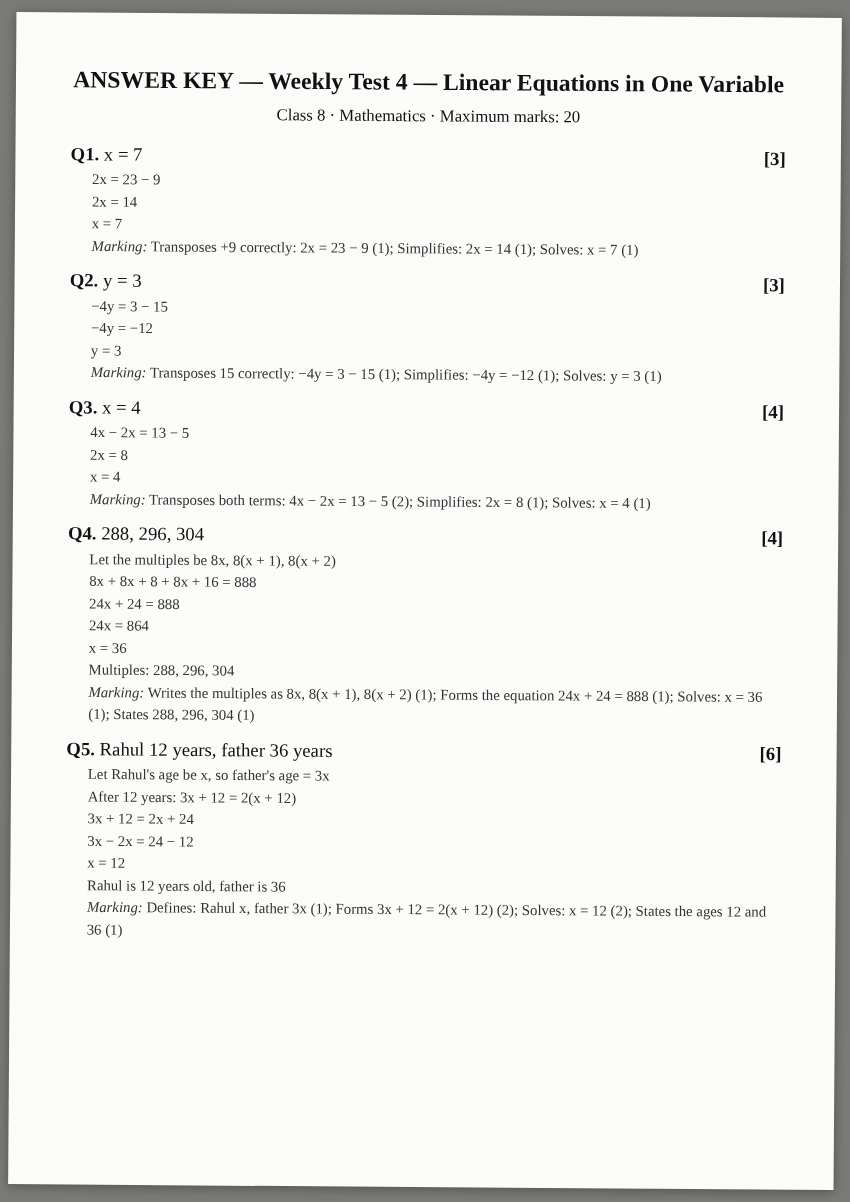 ANSWER KEY — Weekly Test 4 — Linear Equations in One Variable
Class 8 · Mathematics · Maximum marks: 20
Q1. x = 7 [3]
2x = 23 − 9
2x = 14
x = 7
Marking: Transposes +9 correctly: 2x = 23 − 9 (1); Simplifies: 2x = 14 (1); Solves: x = 7 (1)
Q2. y = 3 [3]
−4y = 3 − 15
−4y = −12
y = 3
Marking: Transposes 15 correctly: −4y = 3 − 15 (1); Simplifies: −4y = −12 (1); Solves: y = 3 (1)
Q3. x = 4 [4]
4x − 2x = 13 − 5
2x = 8
x = 4
Marking: Transposes both terms: 4x − 2x = 13 − 5 (2); Simplifies: 2x = 8 (1); Solves: x = 4 (1)
Q4. 288, 296, 304 [4]
Let the multiples be 8x, 8(x + 1), 8(x + 2)
8x + 8x + 8 + 8x + 16 = 888
24x + 24 = 888
24x = 864
x = 36
Multiples: 288, 296, 304
Marking: Writes the multiples as 8x, 8(x + 1), 8(x + 2) (1); Forms the equation 24x + 24 = 888 (1); Solves: x = 36
(1); States 288, 296, 304 (1)
Q5. Rahul 12 years, father 36 years [6]
Let Rahul's age be x, so father's age = 3x
After 12 years: 3x + 12 = 2(x + 12)
3x + 12 = 2x + 24
3x − 2x = 24 − 12
x = 12
Rahul is 12 years old, father is 36
Marking: Defines: Rahul x, father 3x (1); Forms 3x + 12 = 2(x + 12) (2); Solves: x = 12 (2); States the ages 12 and
36 (1)